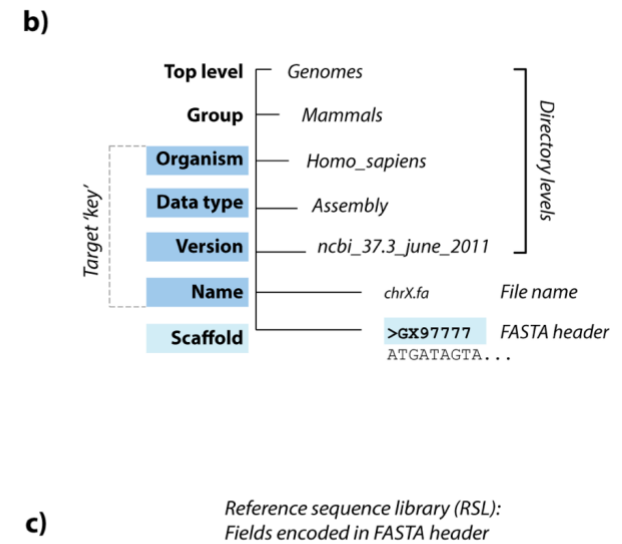 b)
Top level Genomes
Group Mammals
Organism Homo_sapiens
Data type Assembly
Version ncbi_37.3_june_2011
Name chrX.fa File name
Scaffold >GX97777 FASTA header
ATGATAGTA...
Target 'key'
Directory levels
c)
Reference sequence library (RSL):
Fields encoded in FASTA header